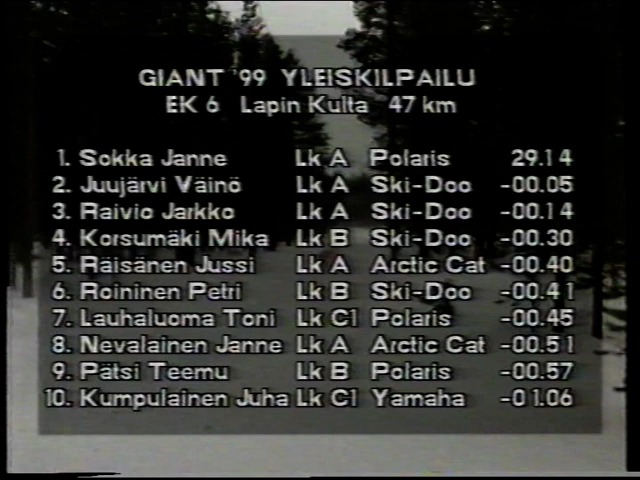 GIANT '99 YLEISKILPAILU
EK 6 Lapin Kulta 47 km
1. Sokka Janne Lk A Polaris 29.14
2. Juujärvi Väinö Lk A Ski-Doo -00.05
3. Raivio Jarkko Lk A Ski-Doo -00.14
4. Korsumäki Mika Lk B Ski-Doo -00.30
5. Räisänen Jussi Lk A Arctic Cat -00.40
6. Roininen Petri Lk B Ski-Doo -00.41
7. Lauhaluoma Toni Lk C1 Polaris -00.45
8. Nevalainen Janne Lk A Arctic Cat -00.51
9. Pätsi Teemu Lk B Polaris -00.57
10. Kumpulainen Juha Lk C1 Yamaha -01.06